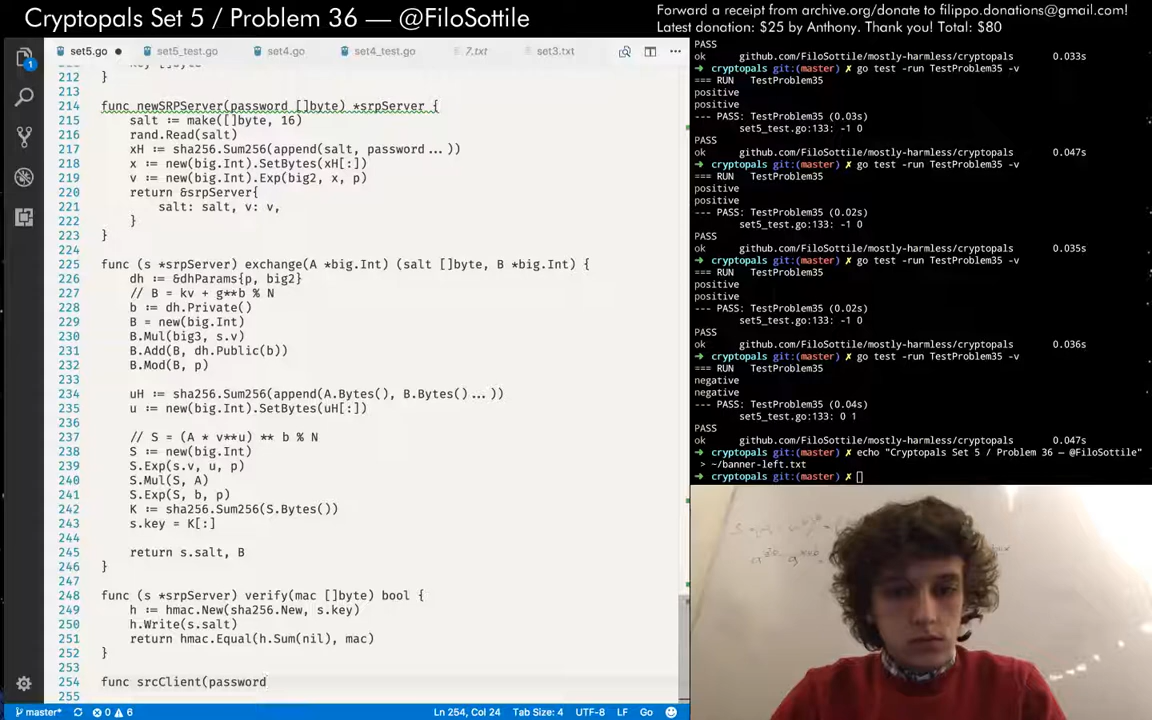 Cryptopals Set 5 / Problem 36 — @FiloSottile
Forward a receipt from archive.org/donate to filippo.donations@gmail.com!
Latest donation: $25 by Anthony. Thank you! Total: $80
set5.go
set5_test.go
set4.go
set4_test.go
7.txt
set3.txt
1
212 }
213
214 func newSRPServer(password []byte) *srpServer {
215 salt := make([]byte, 16)
216 rand.Read(salt)
217 xH := sha256.Sum256(append(salt, password...))
218 x := new(big.Int).SetBytes(xH[:])
219 v := new(big.Int).Exp(big2, x, p)
220 return &srpServer{
221 salt: salt, v: v,
222 }
223 }
224
225 func (s *srpServer) exchange(A *big.Int) (salt []byte, B *big.Int) {
226 dh := &dhParams{p, big2}
227 // B = kv + g**b % N
228 b := dh.Private()
229 B = new(big.Int)
230 B.Mul(big3, s.v)
231 B.Add(B, dh.Public(b))
232 B.Mod(B, p)
233
234 uH := sha256.Sum256(append(A.Bytes(), B.Bytes()...))
235 u := new(big.Int).SetBytes(uH[:])
236
237 // S = (A * v**u) ** b % N
238 S := new(big.Int)
239 S.Exp(s.v, u, p)
240 S.Mul(S, A)
241 S.Exp(S, b, p)
242 K := sha256.Sum256(S.Bytes())
243 s.key = K[:]
244
245 return s.salt, B
246 }
247
248 func (s *srpServer) verify(mac []byte) bool {
249 h := hmac.New(sha256.New, s.key)
250 h.Write(s.salt)
251 return hmac.Equal(h.Sum(nil), mac)
252 }
253
254 func srcClient(password
255
master* 0 6
Ln 254, Col 24 Tab Size: 4 UTF-8 LF Go
PASS
ok github.com/FiloSottile/mostly-harmless/cryptopals 0.033s
➜ cryptopals git:(master) ✗ go test -run TestProblem35 -v
=== RUN TestProblem35
positive
positive
--- PASS: TestProblem35 (0.03s)
set5_test.go:133: -1 0
PASS
ok github.com/FiloSottile/mostly-harmless/cryptopals 0.047s
➜ cryptopals git:(master) ✗ go test -run TestProblem35 -v
=== RUN TestProblem35
positive
positive
--- PASS: TestProblem35 (0.02s)
set5_test.go:133: -1 0
PASS
ok github.com/FiloSottile/mostly-harmless/cryptopals 0.035s
➜ cryptopals git:(master) ✗ go test -run TestProblem35 -v
=== RUN TestProblem35
positive
positive
--- PASS: TestProblem35 (0.02s)
set5_test.go:133: -1 0
PASS
ok github.com/FiloSottile/mostly-harmless/cryptopals 0.036s
➜ cryptopals git:(master) ✗ go test -run TestProblem35 -v
=== RUN TestProblem35
negative
negative
--- PASS: TestProblem35 (0.04s)
set5_test.go:133: 0 1
PASS
ok github.com/FiloSottile/mostly-harmless/cryptopals 0.047s
➜ cryptopals git:(master) ✗ echo "Cryptopals Set 5 / Problem 36 — @FiloSottile"
> ~/banner-left.txt
➜ cryptopals git:(master) ✗